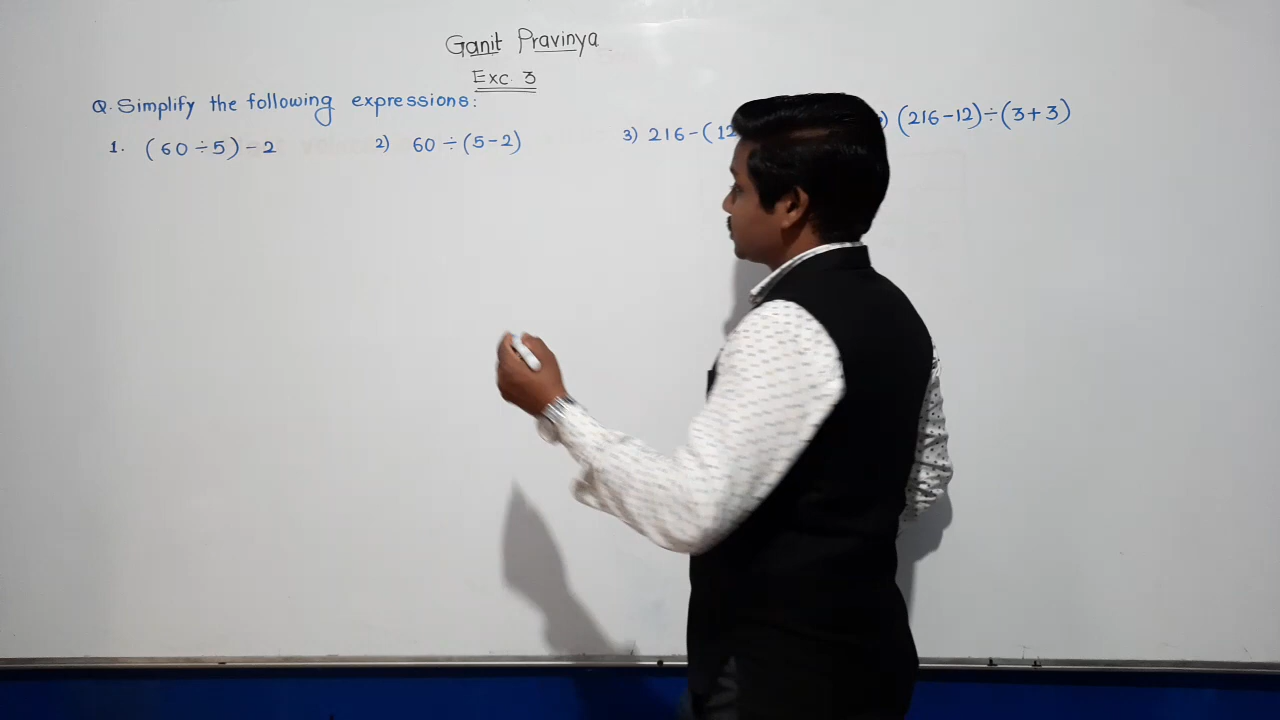 Ganit Pravinya
Exc. 3
Q. Simplify the following expressions:
1. (60 ÷ 5) - 2 2) 60 ÷ (5 - 2) 3) 216 - (12 ) (216 - 12) ÷ (3 + 3)